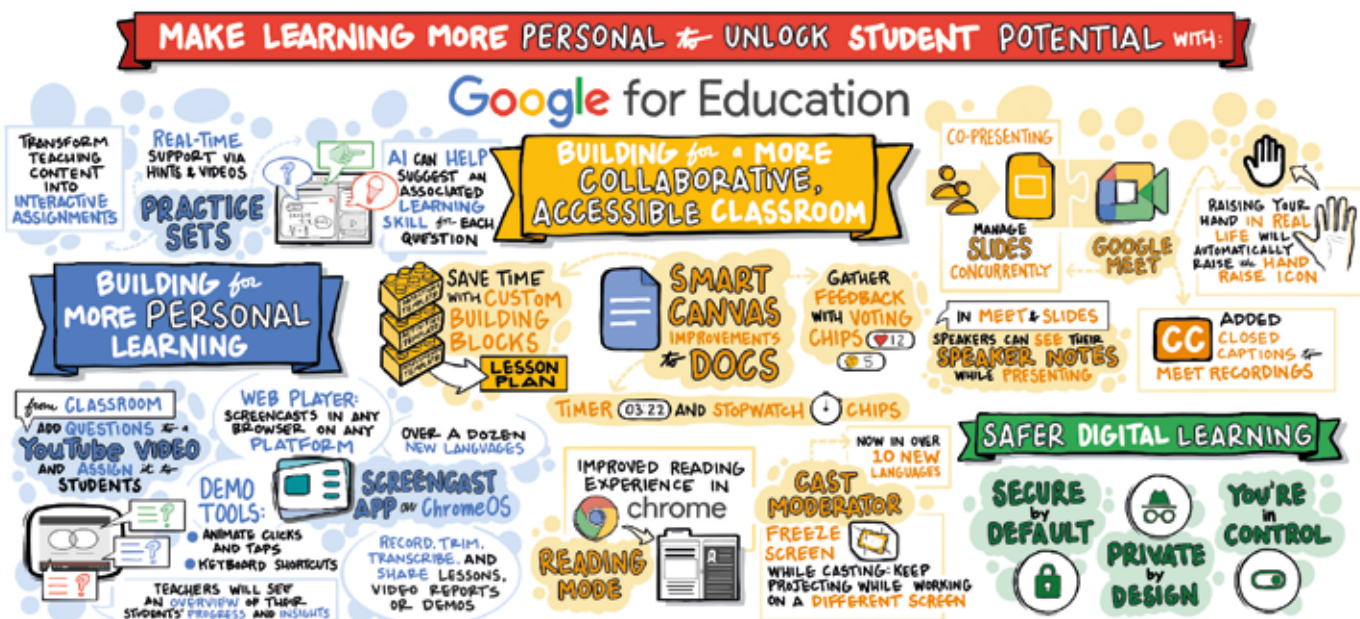 MAKE LEARNING MORE PERSONAL to UNLOCK STUDENT POTENTIAL WITH:
Google for Education
TRANSFORM
TEACHING
CONTENT
INTO
INTERACTIVE
ASSIGNMENTS
REAL-TIME
SUPPORT VIA
HINTS & VIDEOS
PRACTICE
SETS
AI CAN HELP
SUGGEST AN
ASSOCIATED
LEARNING
SKILL for EACH
QUESTION
BUILDING for
MORE PERSONAL
LEARNING
from CLASSROOM
ADD QUESTIONS to a
YouTube VIDEO
AND ASSIGN it to
STUDENTS
TEACHERS WILL SEE
AN OVERVIEW OF THEIR
STUDENTS' PROGRESS AND INSIGHTS
WEB PLAYER:
SCREENCASTS IN ANY
BROWSER ON ANY
PLATFORM
OVER A DOZEN
NEW LANGUAGES
SCREENCAST
APP on ChromeOS
DEMO
TOOLS:
ANIMATE CLICKS
AND TAPS
KEYBOARD SHORTCUTS
RECORD, TRIM,
TRANSCRIBE, AND
SHARE LESSONS,
VIDEO REPORTS
OR DEMOS
BUILDING for a MORE
COLLABORATIVE,
ACCESSIBLE CLASSROOM
SAVE TIME
WITH CUSTOM
BUILDING
BLOCKS
LESSON
PLAN
SMART
CANVAS
IMPROVEMENTS
to DOCS
GATHER
FEEDBACK
WITH VOTING
CHIPS 12
5
TIMER 03:22 AND STOPWATCH CHIPS
IMPROVED READING
EXPERIENCE IN
chrome
READING
MODE
NOW IN OVER
10 NEW
LANGUAGES
CAST
MODERATOR
FREEZE
SCREEN
WHILE CASTING: KEEP
PROJECTING WHILE WORKING
ON A DIFFERENT SCREEN
CO-PRESENTING
MANAGE
SLIDES
CONCURRENTLY
GOOGLE
MEET
RAISING YOUR
HAND IN REAL
LIFE WILL
AUTOMATICALLY
RAISE the HAND
RAISE ICON
IN MEET & SLIDES
SPEAKERS CAN SEE THEIR
SPEAKER NOTES
WHILE PRESENTING
CC
ADDED
CLOSED
CAPTIONS to
MEET RECORDINGS
SAFER DIGITAL LEARNING
SECURE
by
DEFAULT
PRIVATE
by
DESIGN
YOU'RE
in
CONTROL